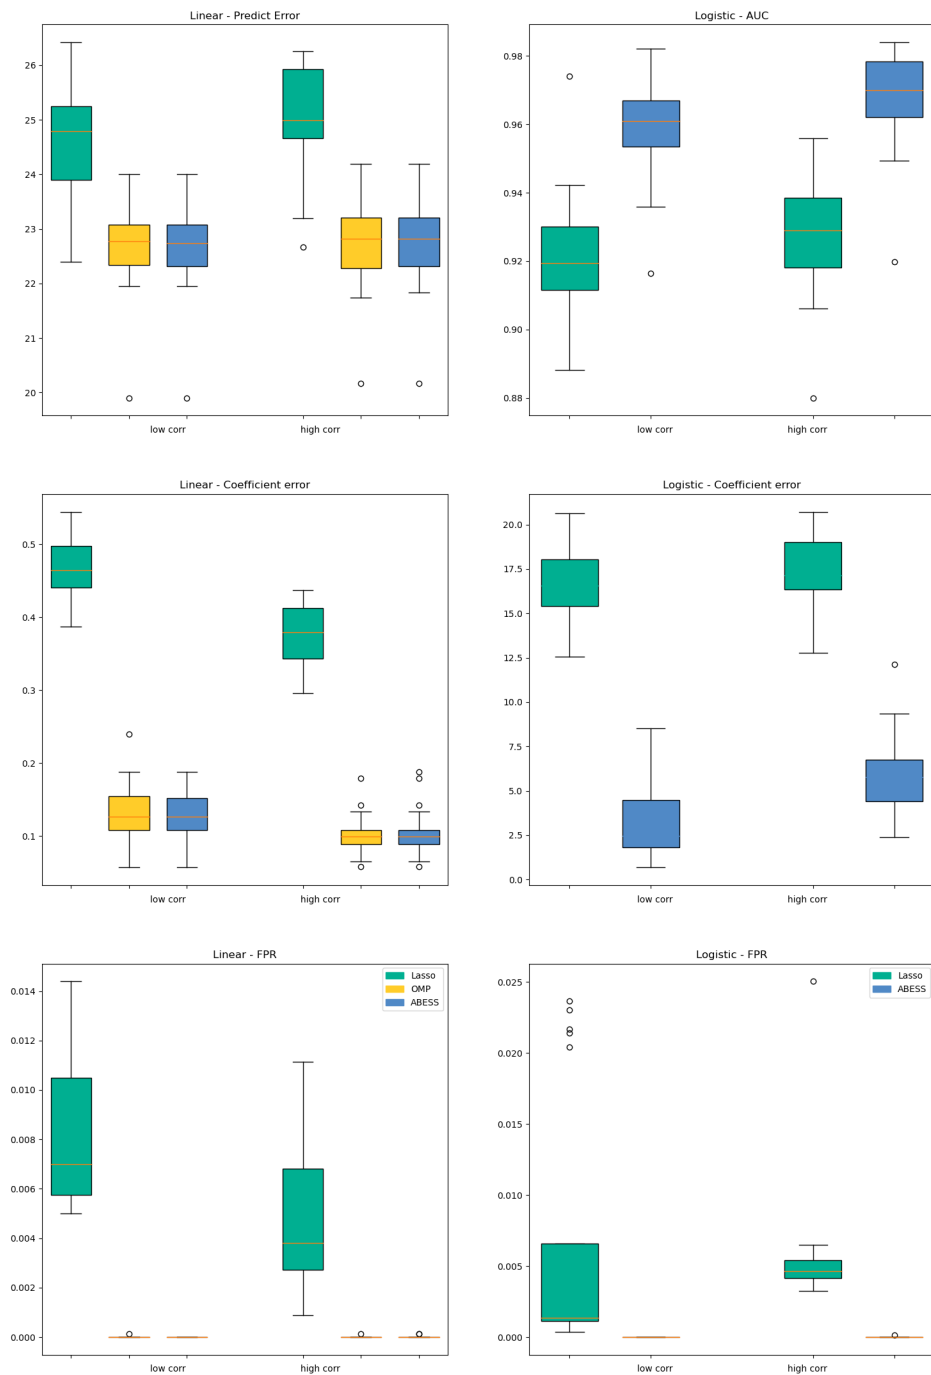 Linear - Predict Error
26
25
24
23
22
21
20
low corr
high corr
Logistic - AUC
0.98
0.96
0.94
0.92
0.90
0.88
low corr
high corr
Linear - Coefficient error
0.5
0.4
0.3
0.2
0.1
low corr
high corr
Logistic - Coefficient error
20.0
17.5
15.0
12.5
10.0
7.5
5.0
2.5
0.0
low corr
high corr
Linear - FPR
Lasso
OMP
ABESS
0.014
0.012
0.010
0.008
0.006
0.004
0.002
0.000
low corr
high corr
Logistic - FPR
Lasso
ABESS
0.025
0.020
0.015
0.010
0.005
0.000
low corr
high corr